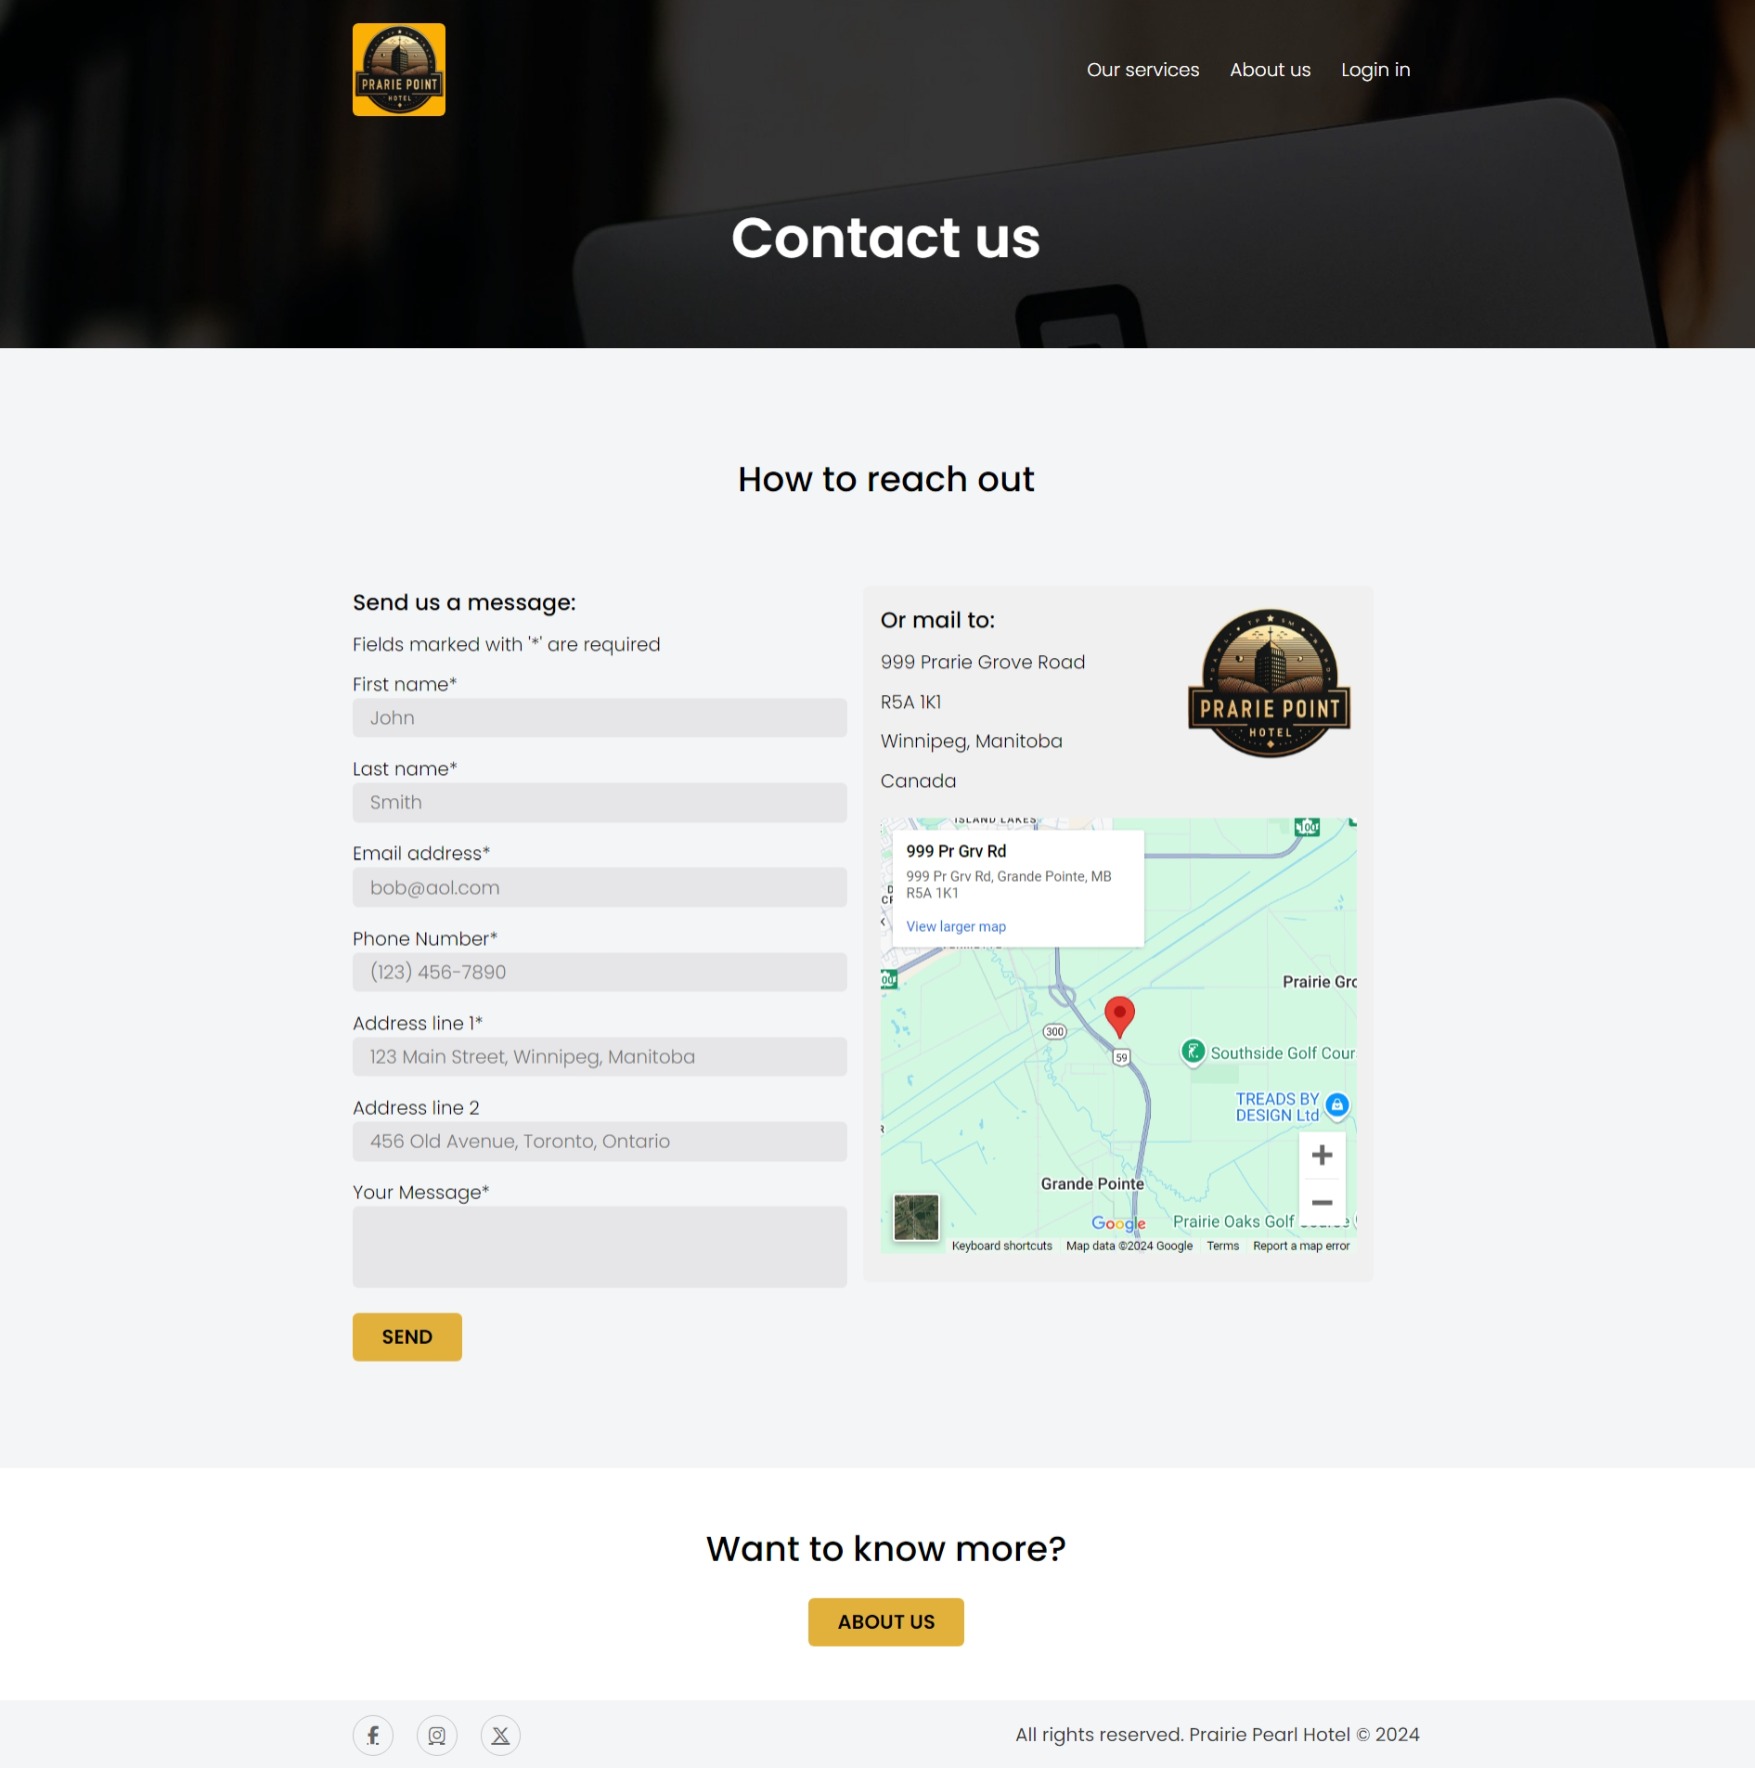 PRARIE POINT
HOTEL
Our services
About us
Login in
Contact us
How to reach out
Send us a message:
Fields marked with '*' are required
First name*
John
Last name*
Smith
Email address*
bob@aol.com
Phone Number*
(123) 456-7890
Address line 1*
123 Main Street, Winnipeg, Manitoba
Address line 2
456 Old Avenue, Toronto, Ontario
Your Message*
SEND
Or mail to:
999 Prarie Grove Road
R5A 1K1
Winnipeg, Manitoba
Canada
PRARIE POINT
HOTEL
ISLAND LAKES
100
999 Pr Grv Rd
999 Pr Grv Rd, Grande Pointe, MB
R5A 1K1
View larger map
Prairie Gro
300
59
Southside Golf Cour
TREADS BY
DESIGN Ltd
Grande Pointe
Google
Prairie Oaks Golf
Keyboard shortcuts
Map data ©2024 Google
Terms
Report a map error
Want to know more?
ABOUT US
All rights reserved. Prairie Pearl Hotel © 2024